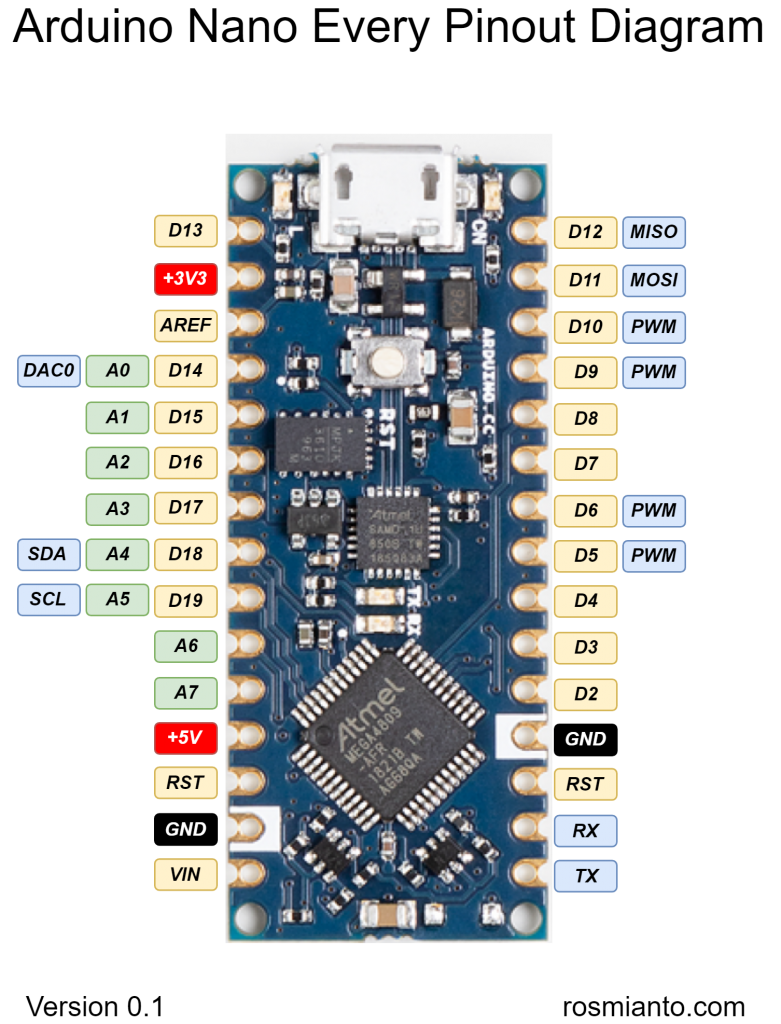 Arduino Nano Every Pinout Diagram
L
CN
D13
D12 MISO
+3V3
D11 MOSI
K26
AREF
D10 PWM
ARDUINO.CC
DAC0 A0 D14
D9 PWM
A1 D15
D8
RST
A2 D16
D7
A3 D17
D6 PWM
Atmel
SDA A4 D18
D5 PWM
SCL A5 D19
D4
TX RX
A6
D3
A7
D2
Atmel
MEGA4809
-AFR
1821B TW
+5V
GND
RST
RST
GND
RX
VIN
TX
Version 0.1
rosmianto.com